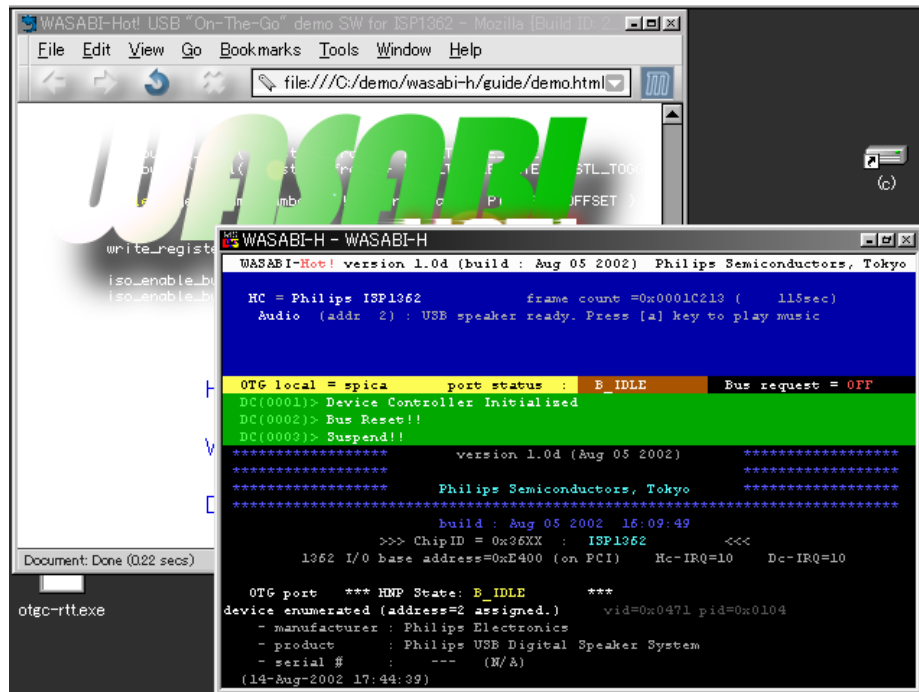 WASABI-Hot! USB "On-The-Go" demo SW for ISP1362 - Mozilla {Build ID: 2
File Edit View Go Bookmarks Tools Window Help
file:///C:/demo/wasabi-h/guide/demo.html
WASABI
write_registe
iso_enable_bu
iso_enable_bu
(c)
WASABI-H - WASABI-H
WASABI-Hot! version 1.0d (build : Aug 05 2002) Philips Semiconductors, Tokyo
HC = Philips ISP1362 frame count =0x0001C213 ( 115sec)
Audio (addr 2) : USB speaker ready. Press [a] key to play music
OTG local = spica port status : B_IDLE Bus request = OFF
DC(0001)> Device Controller Initialized
DC(0002)> Bus Reset!!
DC(0003)> Suspend!!
****************** version 1.0d (Aug 05 2002) ******************
****************** ******************
****************** Philips Semiconductors, Tokyo ******************
******************************************************************************
build : Aug 05 2002 16:09:49
>>> ChipID = 0x36XX : ISP1362 <<<
1362 I/O base address=0xE400 (on PCI) Hc-IRQ=10 Dc-IRQ=10
OTG port *** HNP State: B_IDLE ***
device enumerated (address=2 assigned.) vid=0x0471 pid=0x0104
- manufacturer : Philips Electronics
- product : Philips USB Digital Speaker System
- serial # : --- (N/A)
(14-Aug-2002 17:44:39)
Document: Done (0.22 secs)
otgc-rtt.exe